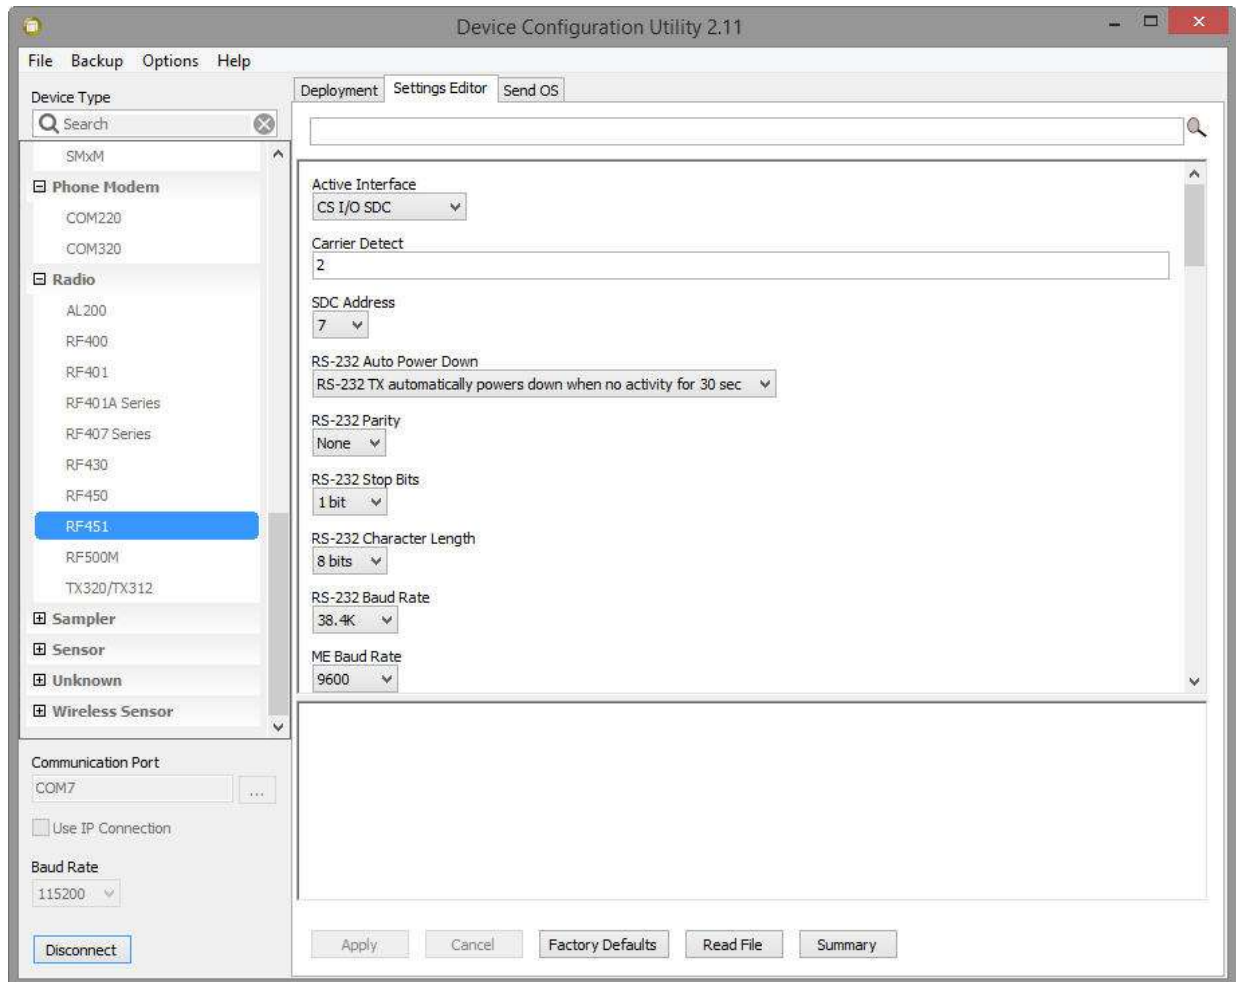 Device Configuration Utility 2.11
File Backup Options Help
Device Type
Search
SMxM
Phone Modem
COM220
COM320
Radio
AL200
RF400
RF401
RF401A Series
RF407 Series
RF430
RF450
RF451
RF500M
TX320/TX312
Sampler
Sensor
Unknown
Wireless Sensor
Communication Port
COM7
...
Use IP Connection
Baud Rate
115200
Disconnect
Deployment Settings Editor Send OS
Active Interface
CS I/O SDC
Carrier Detect
2
SDC Address
7
RS-232 Auto Power Down
RS-232 TX automatically powers down when no activity for 30 sec
RS-232 Parity
None
RS-232 Stop Bits
1 bit
RS-232 Character Length
8 bits
RS-232 Baud Rate
38.4K
ME Baud Rate
9600
Apply Cancel Factory Defaults Read File Summary